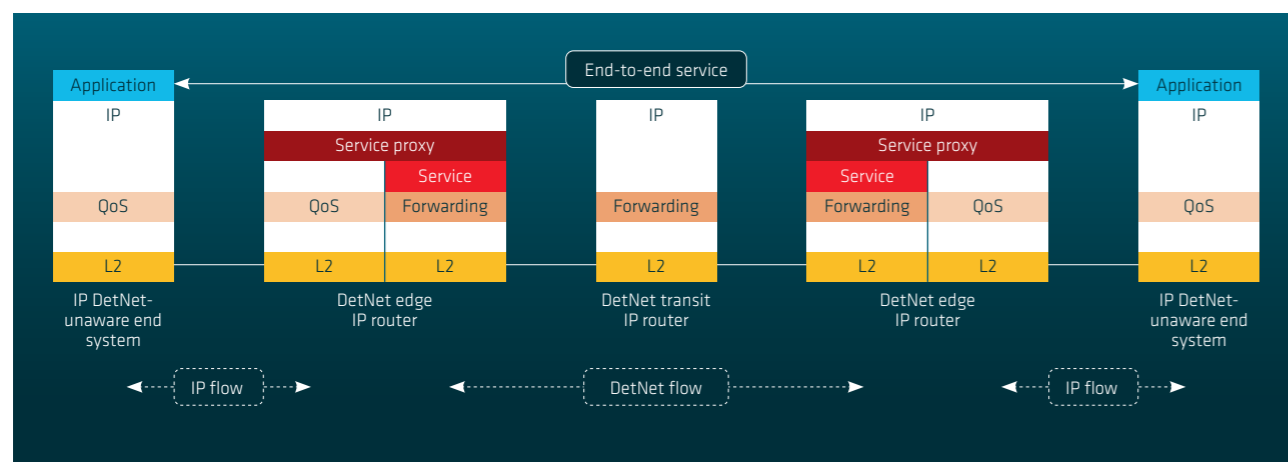 End-to-end service
Application
Application
IP
IP
IP
IP
IP
Service proxy
Service proxy
Service
Service
QoS
QoS
Forwarding
Forwarding
Forwarding
QoS
QoS
L2
L2
L2
L2
L2
L2
L2
IP DetNet-
unaware end
system
DetNet edge
IP router
DetNet transit
IP router
DetNet edge
IP router
IP DetNet-
unaware end
system
IP flow
DetNet flow
IP flow